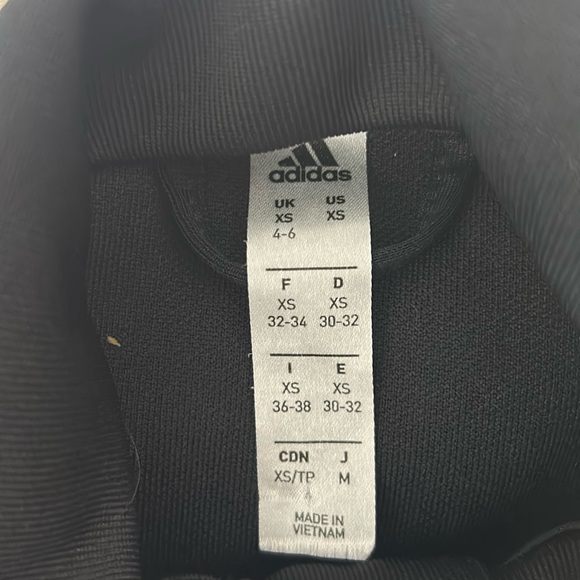 adidas
UK US
XS XS
4-6
F D
XS XS
32-34 30-32
I E
XS XS
36-38 30-32
CDN J
XS/TP M
MADE IN
VIETNAM